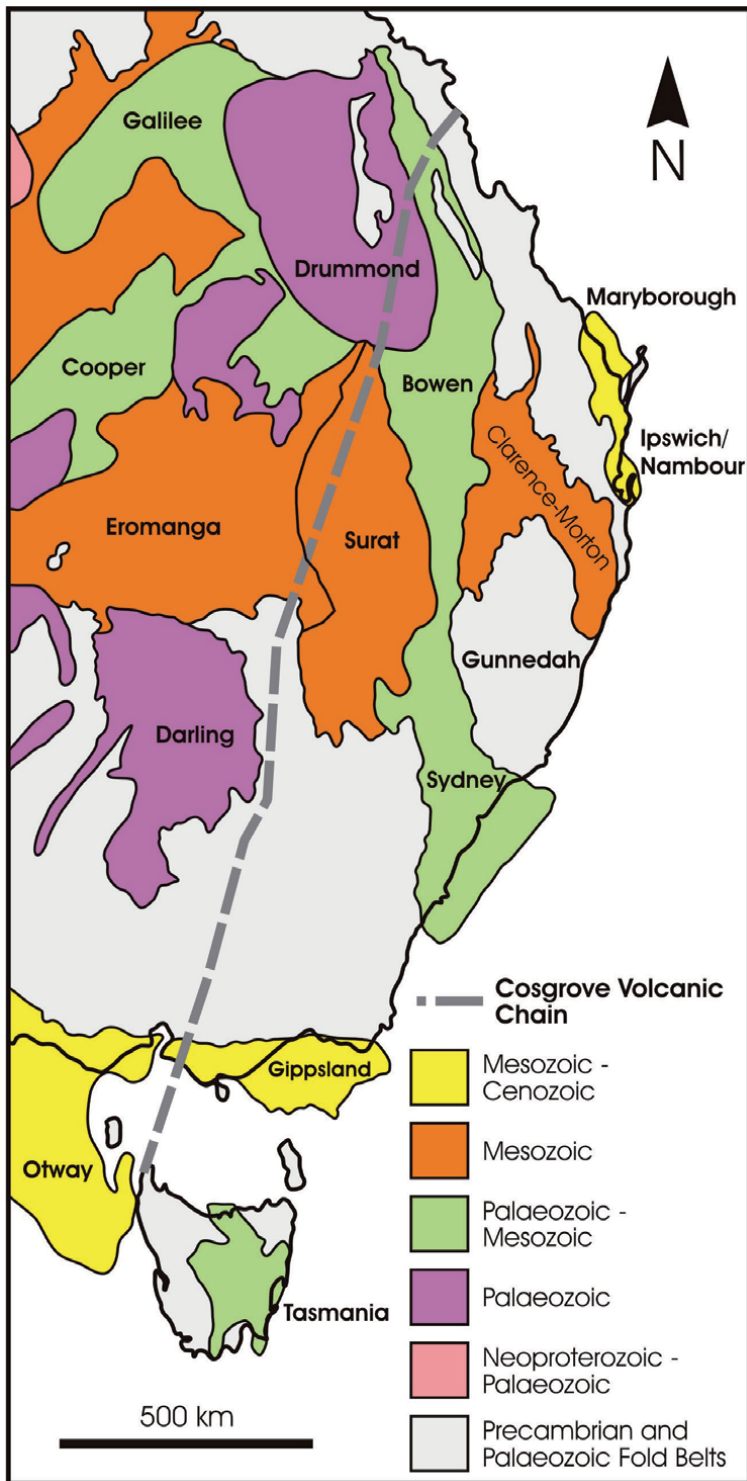 Galilee
N
Drummond
Maryborough
Cooper
Bowen
Ipswich/
Nambour
Clarence-Morton
Eromanga
Surat
Gunnedah
Darling
Sydney
Cosgrove Volcanic
Chain
Gippsland
Mesozoic -
Cenozoic
Otway
Mesozoic
Palaeozoic -
Mesozoic
Tasmania
Palaeozoic
Neoproterozoic -
Palaeozoic
500 km
Precambrian and
Palaeozoic Fold Belts